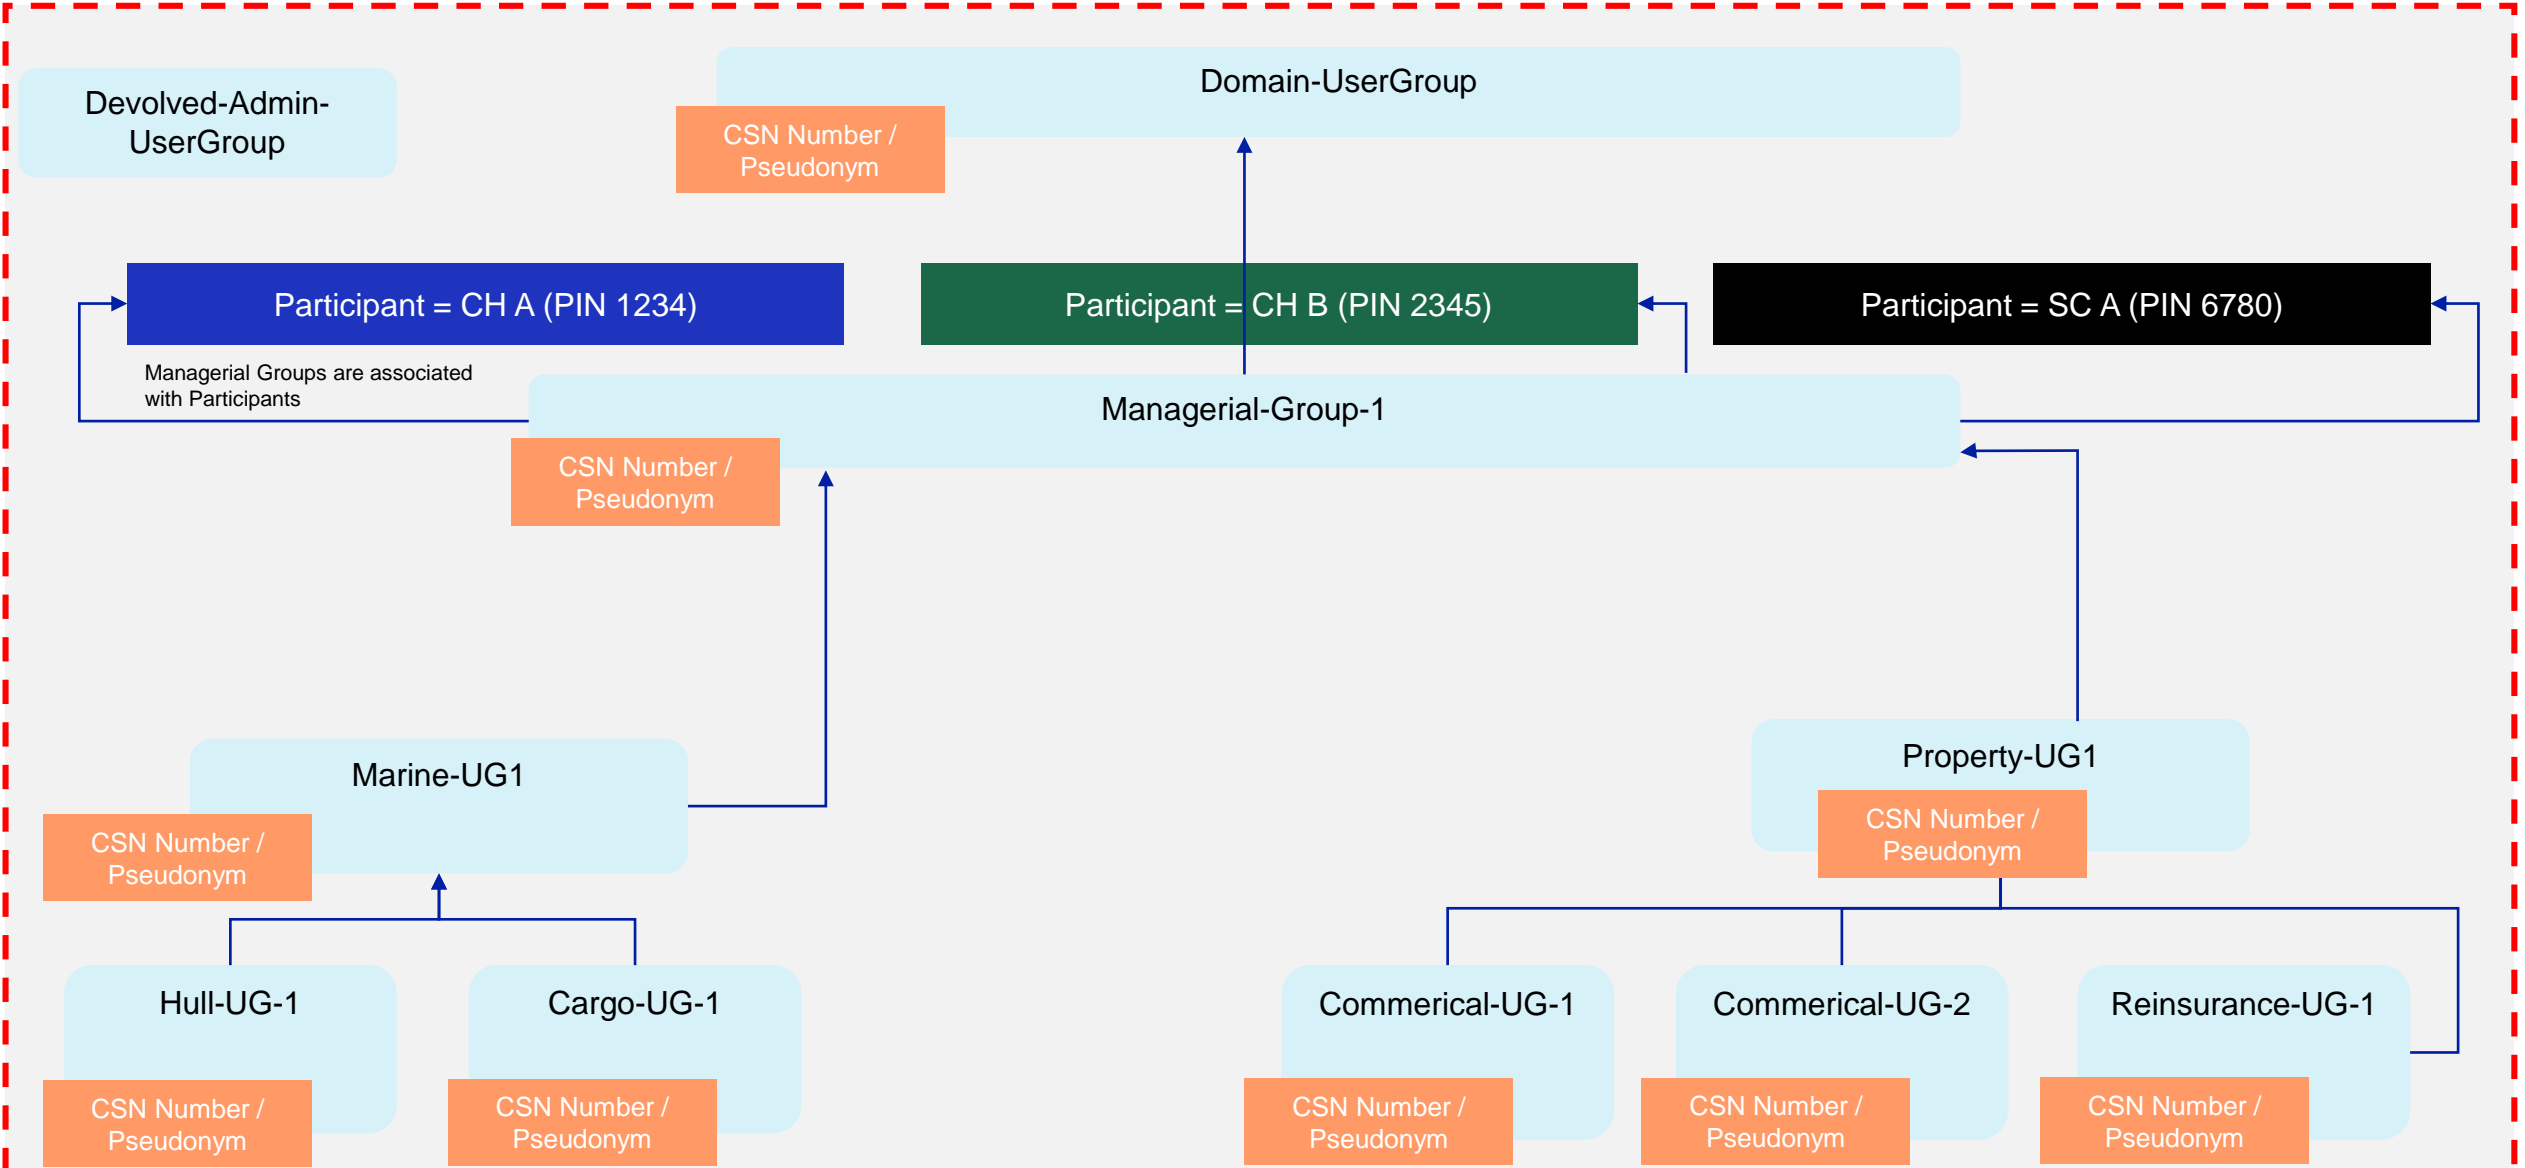 Devolved-Admin-
UserGroup
Domain-UserGroup
CSN Number /
Pseudonym
Participant = CH A (PIN 1234)
Participant = CH B (PIN 2345)
Participant = SC A (PIN 6780)
Managerial Groups are associated
with Participants
Managerial-Group-1
CSN Number /
Pseudonym
Marine-UG1
CSN Number /
Pseudonym
Property-UG1
CSN Number /
Pseudonym
Hull-UG-1
CSN Number /
Pseudonym
Cargo-UG-1
CSN Number /
Pseudonym
Commerical-UG-1
CSN Number /
Pseudonym
Commerical-UG-2
CSN Number /
Pseudonym
Reinsurance-UG-1
CSN Number /
Pseudonym